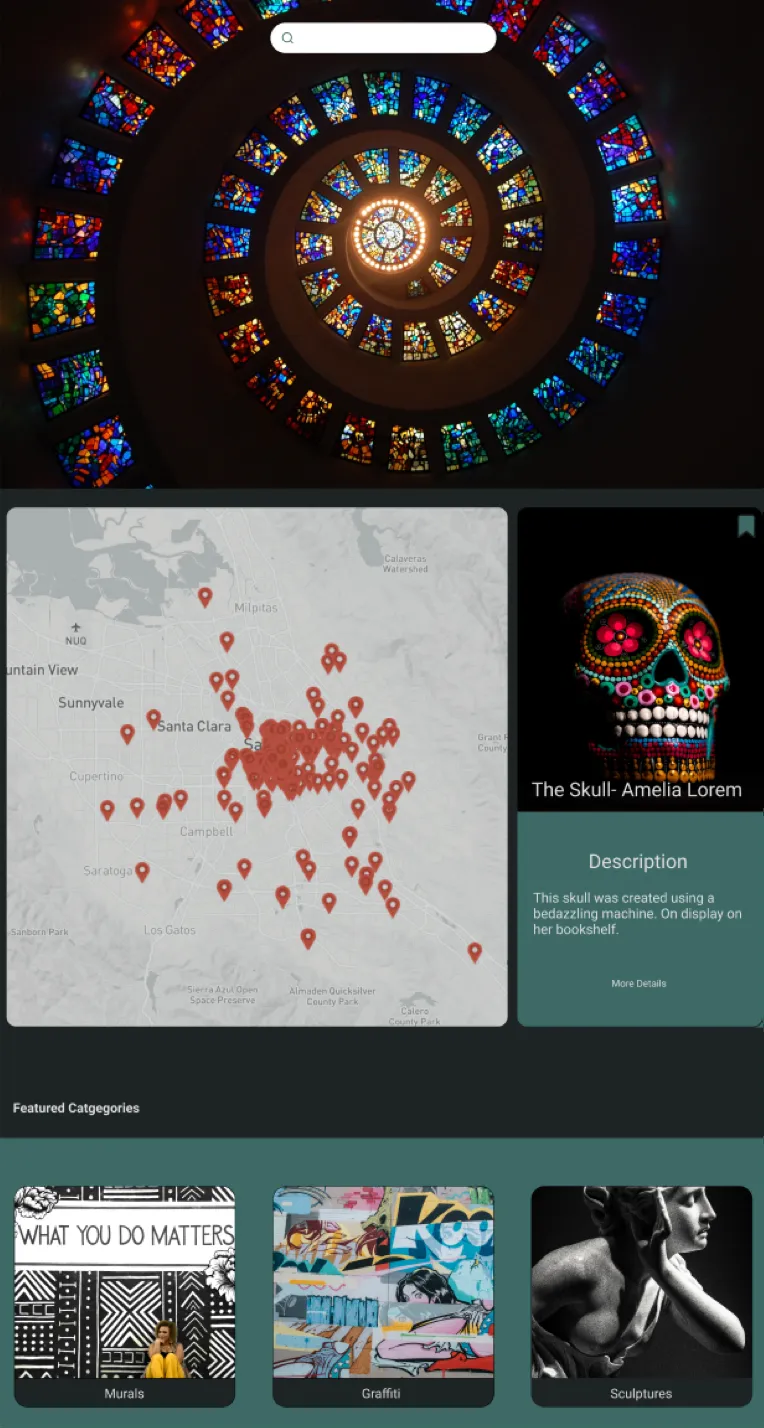 Calaveras
Watershed
Milpitas
NUQ
untain View
Sunnyvale
Santa Clara
Sa
Grant
County
Cupertino
Campbell
Saratoga
Sanborn Park
Los Gatos
Sierra Azul Open
Space Preserve
Almaden Quicksilver
County Park
Calero
County Park
The Skull- Amelia Lorem
Description
This skull was created using a
bedazzling machine. On display on
her bookshelf.
More Details
Featured Catgegories
WHAT YOU DO MATTERS
Murals
Koo
Graffiti
Sculptures